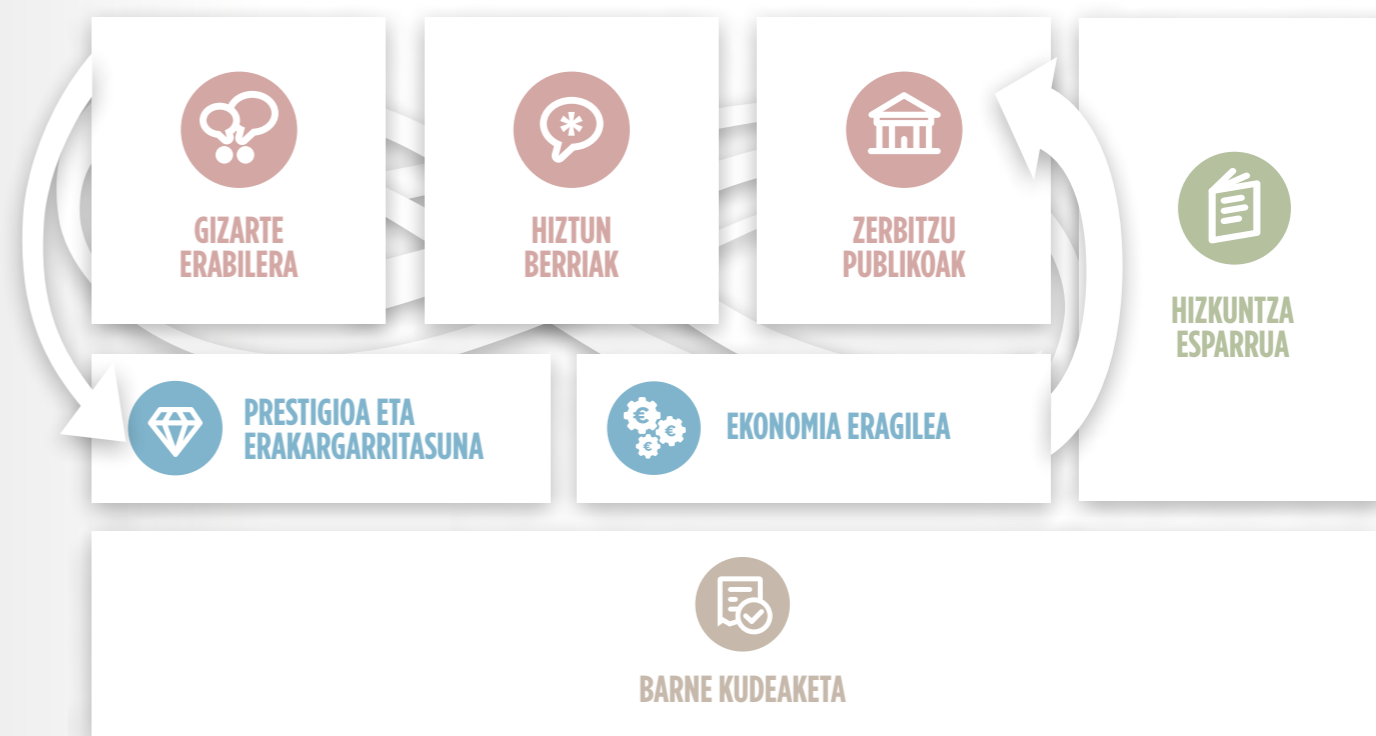 GIZARTE
ERABILERA
HIZTUN
BERRIAK
ZERBITZU
PUBLIKOAK
HIZKUNTZA
ESPARRUA
PRESTIGIOA ETA
ERAKARGARRITASUNA
EKONOMIA ERAGILEA
BARNE KUDEAKETA